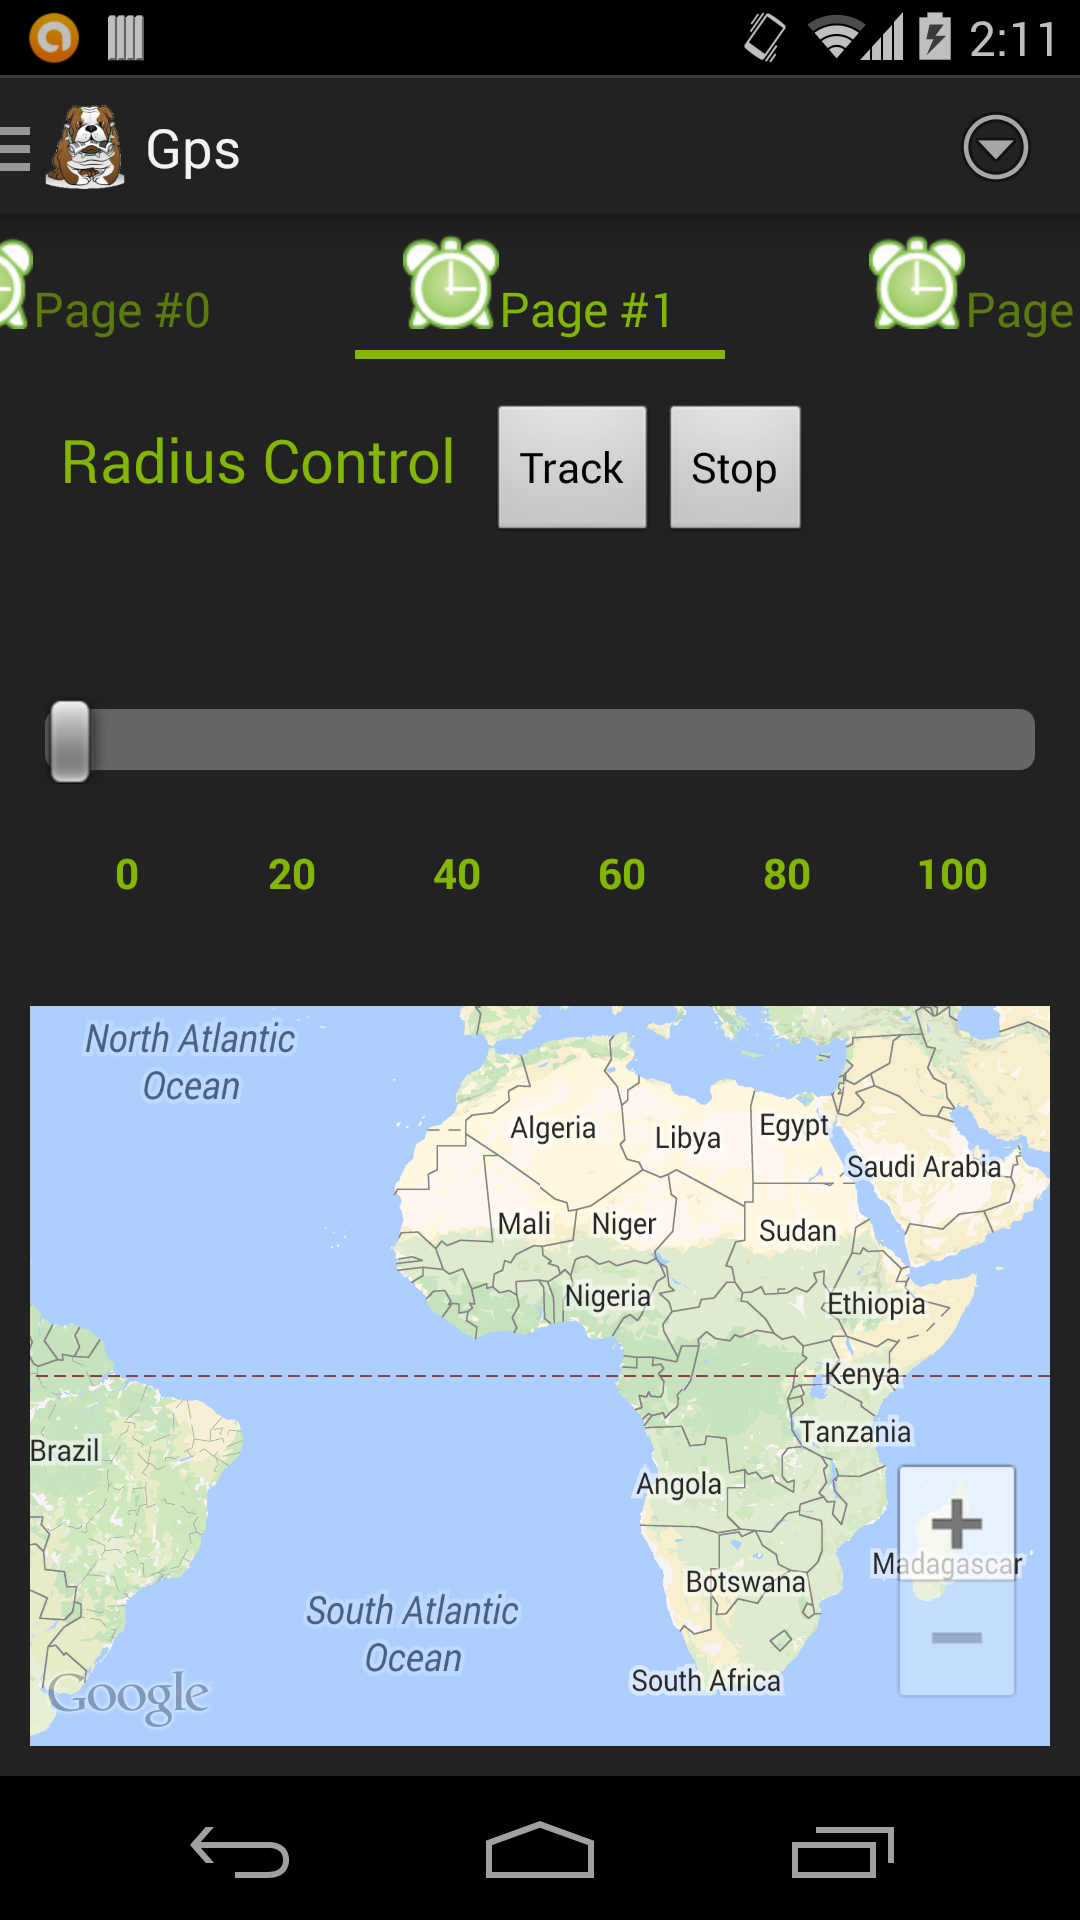 2:11
Gps
Page #0
Page #1
Page
Radius Control
Track
Stop
0 20 40 60 80 100
North Atlantic
Ocean
Algeria
Libya
Egypt
Saudi Arabia
Mali
Niger
Sudan
Nigeria
Ethiopia
Kenya
Tanzania
Brazil
Angola
Madagascar
Botswana
South Atlantic
Ocean
South Africa
Google